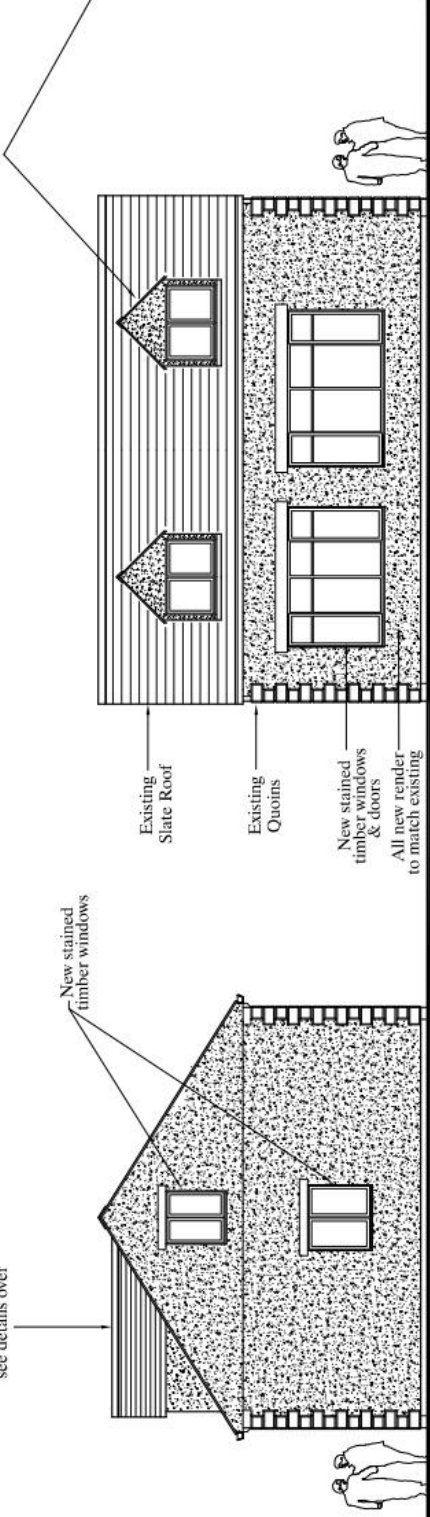 see details over
New stained
timber windows
Existing
Slate Roof
Existing
Quoins
New stained
timber windows
& doors
All new render
to match existing